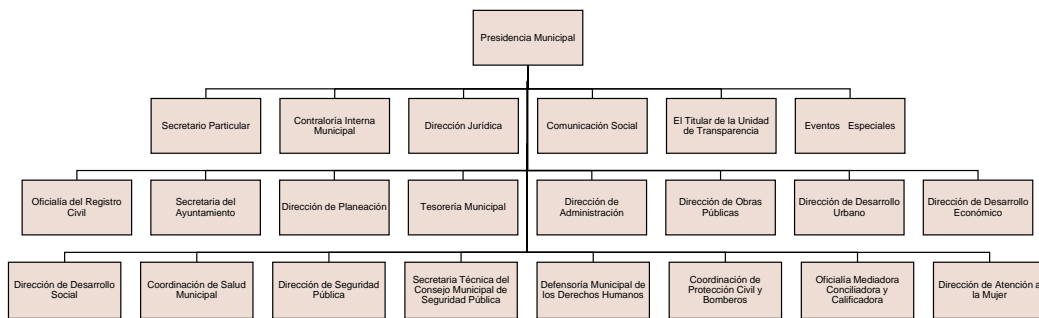 Presidencia Municipal
Secretario Particular
Contraloría Interna
Municipal
Dirección Jurídica
Comunicación Social
El Titular de la Unidad
de Transparencia
Eventos Especiales
Oficialía del Registro
Civil
Secretaria del
Ayuntamiento
Dirección de Planeación
Tesorería Municipal
Dirección de
Administración
Dirección de Obras
Públicas
Dirección de Desarrollo
Urbano
Dirección de Desarrollo
Económico
Dirección de Desarrollo
Social
Coordinación de Salud
Municipal
Dirección de Seguridad
Pública
Secretaria Técnica del
Consejo Municipal de
Seguridad Pública
Defensoría Municipal de
los Derechos Humanos
Coordinación de
Protección Civil y
Bomberos
Oficialía Mediadora
Conciliadora y
Calificadora
Dirección de Atención a
la Mujer